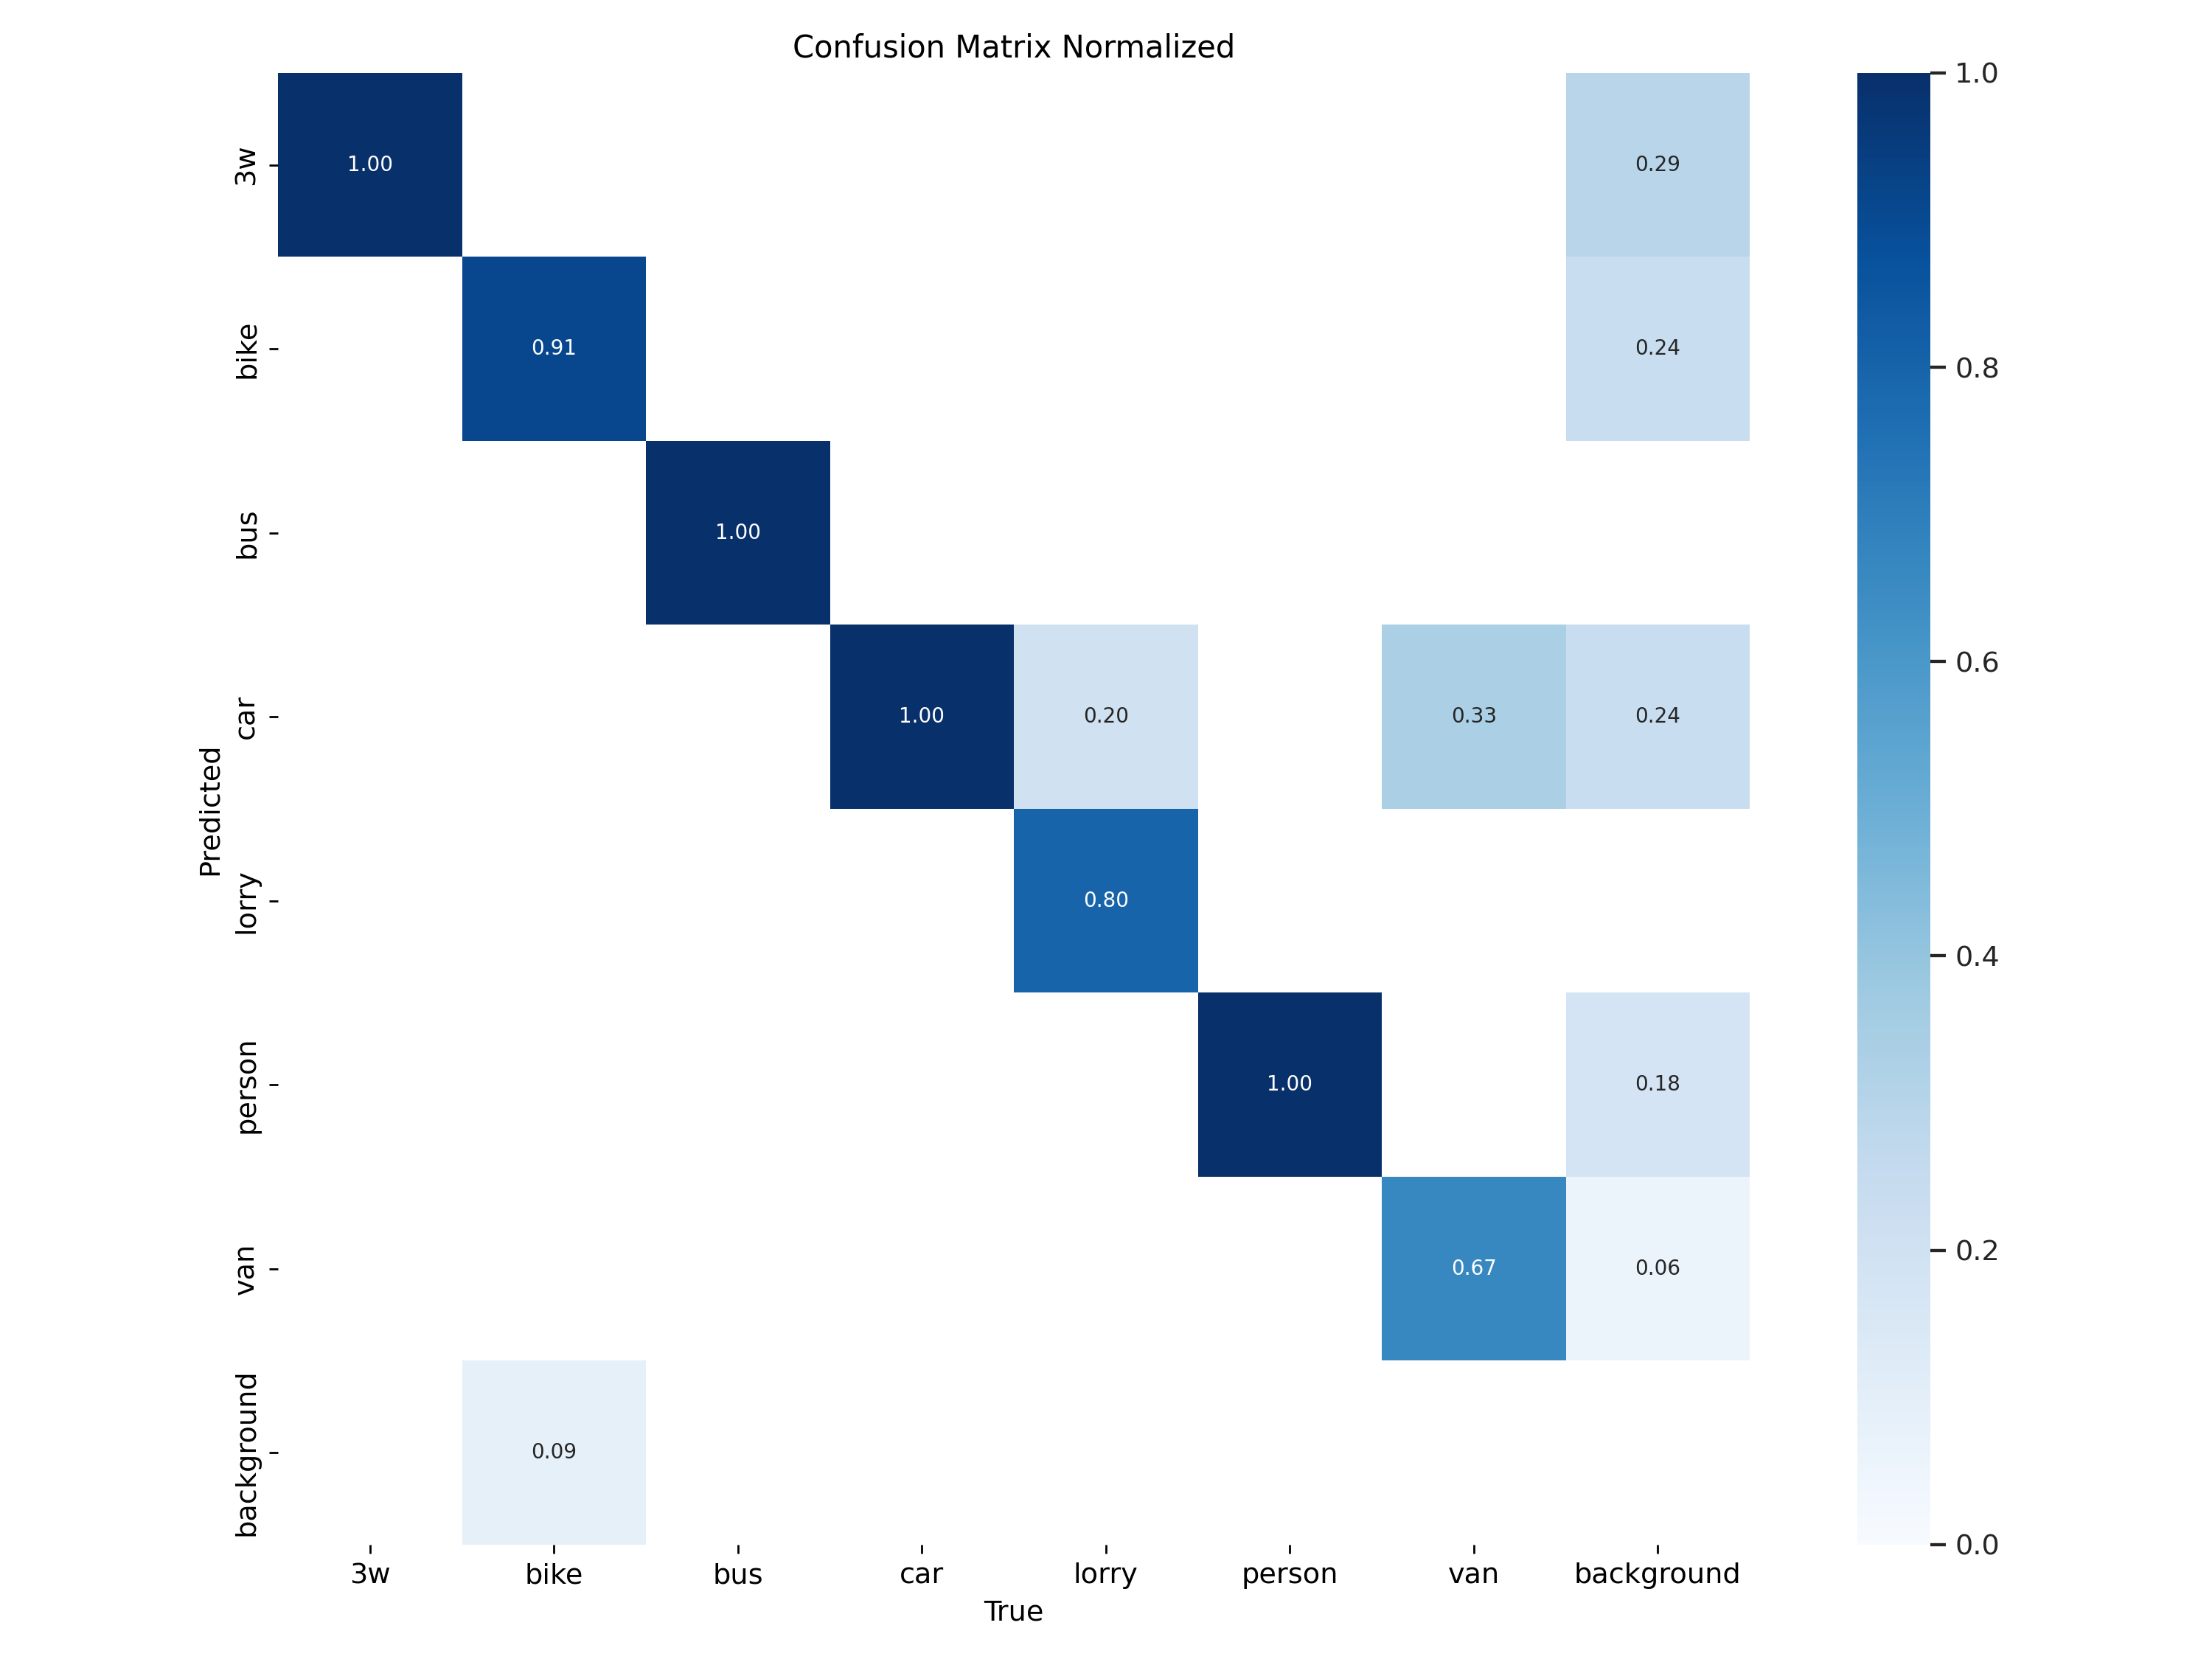 Confusion Matrix Normalized
3w 1.00 0.29
bike 0.91 0.24
bus 1.00
car 1.00 0.20 0.33 0.24
lorry 0.80
person 1.00 0.18
van 0.67 0.06
background 0.09
Predicted
3w bike bus car lorry person van background
True
1.0
0.8
0.6
0.4
0.2
0.0